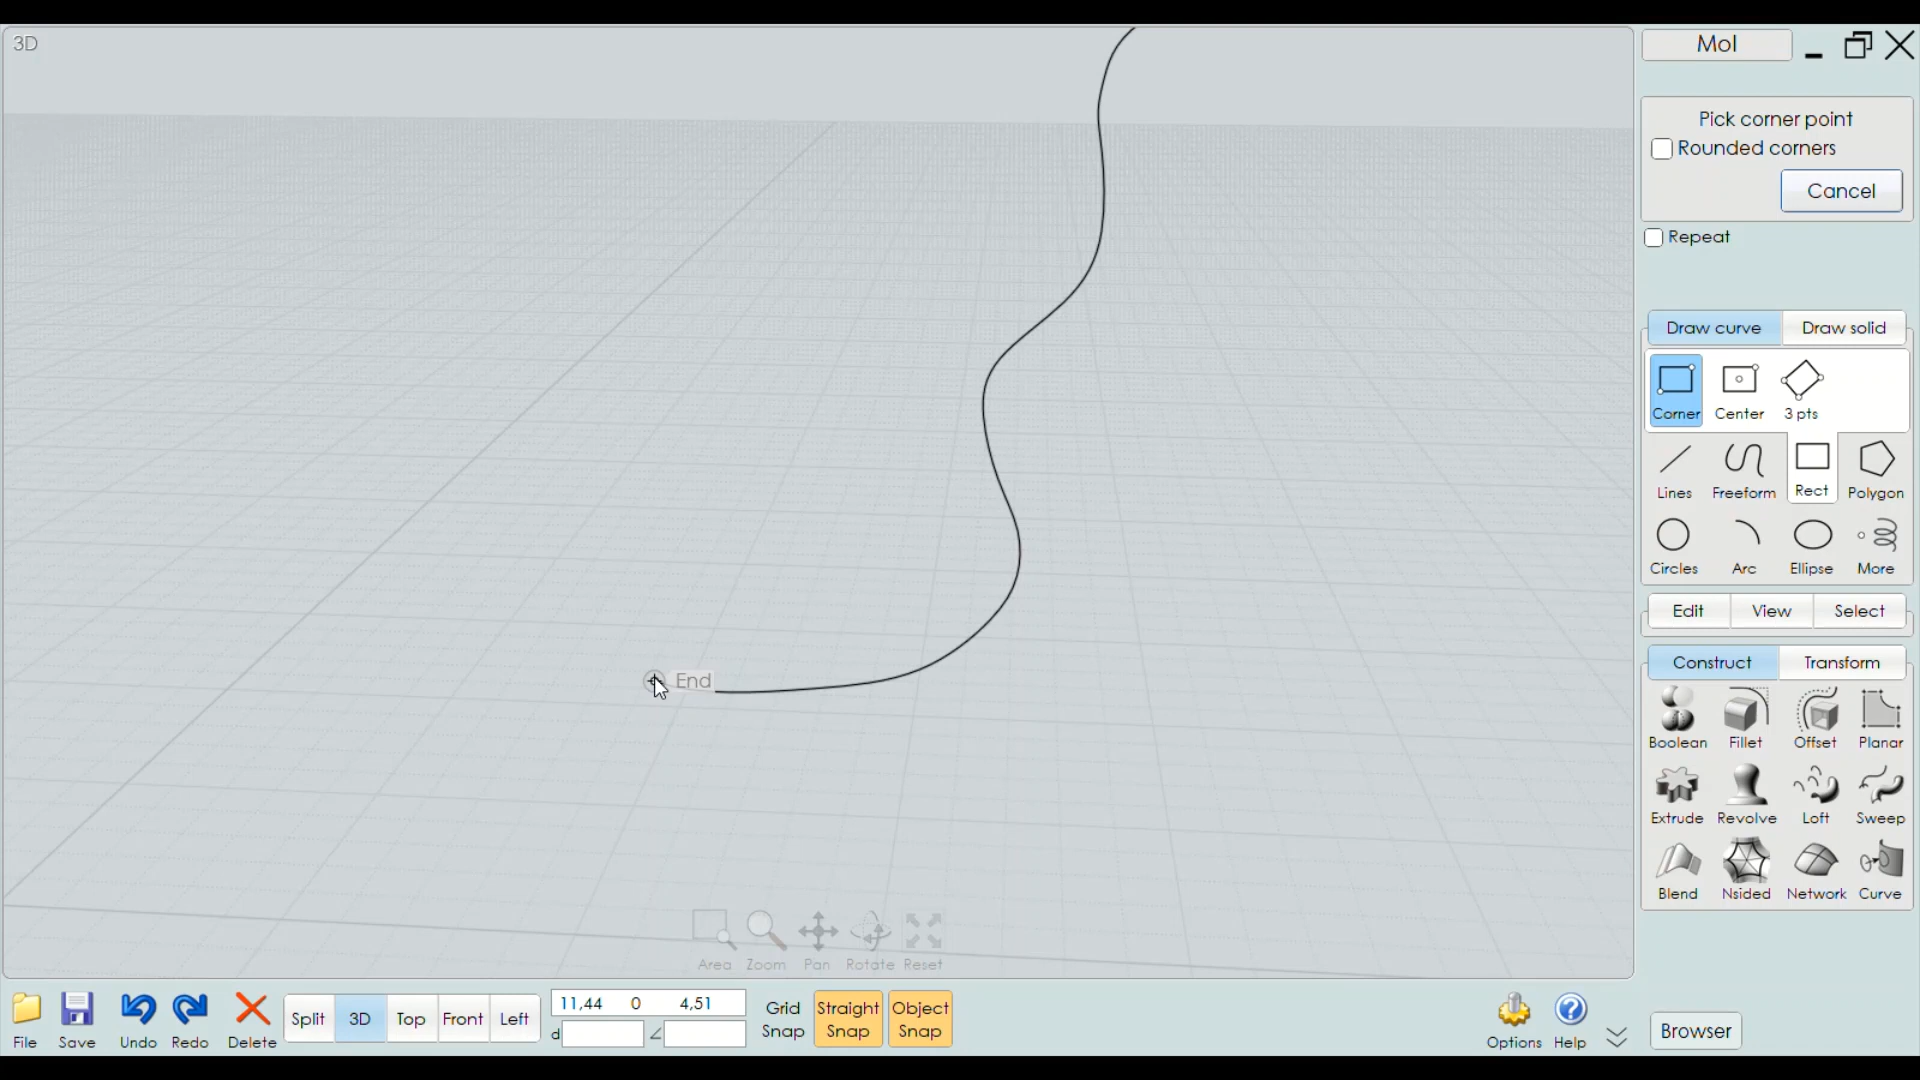 3D
MoI
Pick corner point
Rounded corners
Cancel
Repeat
Draw curve Draw solid
Corner Center 3 pts
Lines Freeform Rect Polygon
Circles Arc Ellipse More
Edit View Select
Construct Transform
Boolean Fillet Offset Planar
Extrude Revolve Loft Sweep
Blend Nsided Network Curve
End
Area Zoom Pan Rotate Reset
File Save Undo Redo Delete
Split 3D Top Front Left
11,44 0 4,51
d ∠
Grid Snap
Straight Snap
Object Snap
Options Help
Browser